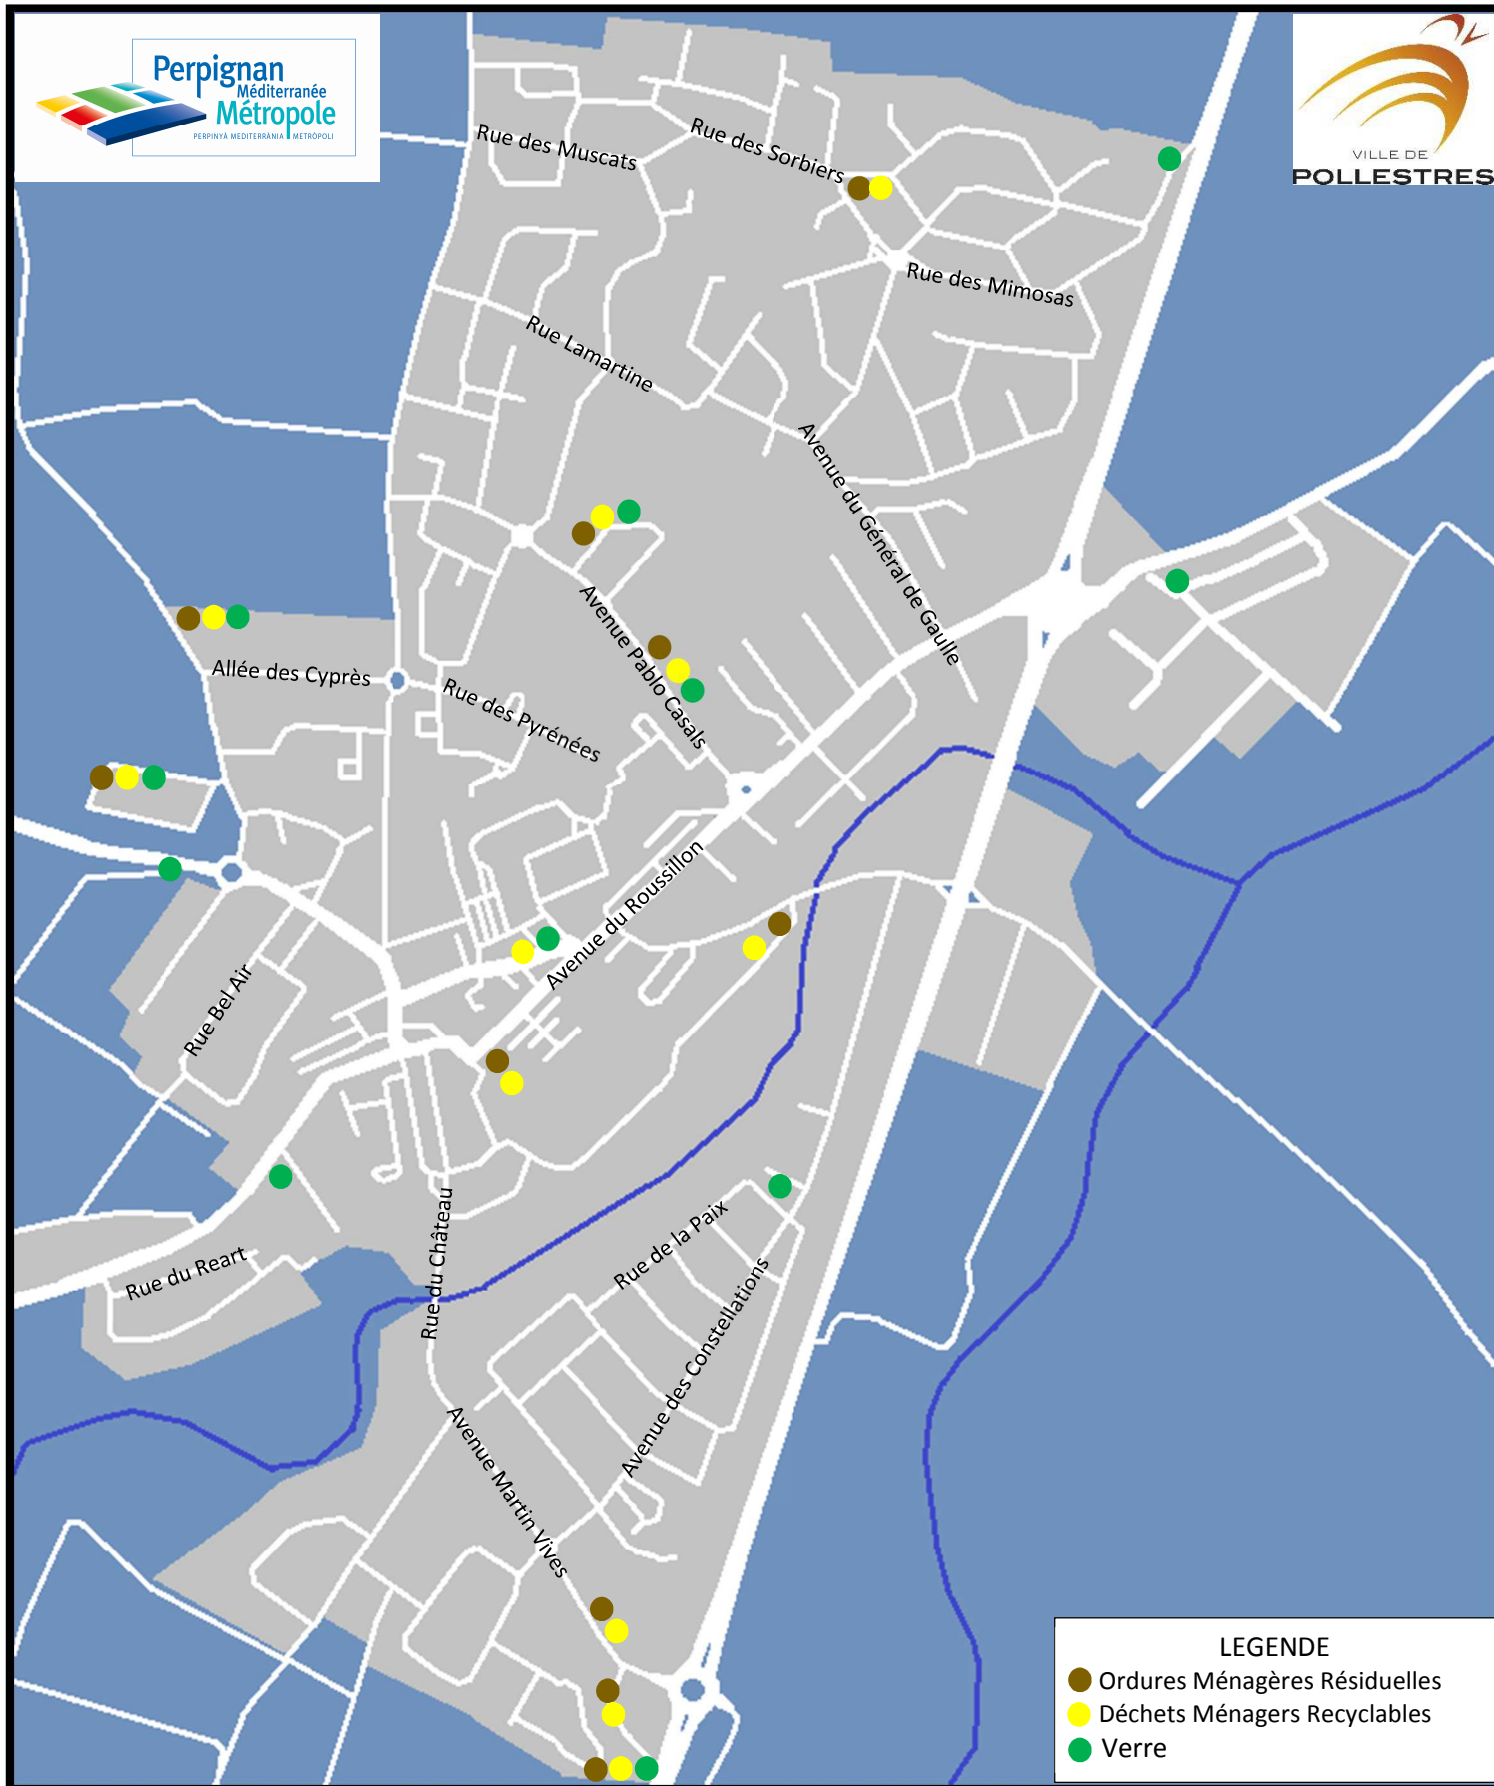 Perpignan
Méditerranée
Métropole
PERPINYÀ MEDITERRÀNIA METRÒPOLI
VILLE DE
POLLESTRES
Rue des Muscats
Rue des Sorbiers
Rue des Mimosas
Rue Lamartine
Avenue du Général de Gaulle
Avenue Pablo Casals
Allée des Cyprès
Rue des Pyrénées
Avenue du Roussillon
Rue Bel Air
Rue du Château
Rue de la Paix
Rue du Reart
Avenue des Constellations
Avenue Martin Vives
LEGENDE
Ordures Ménagères Résiduelles
Déchets Ménagers Recyclables
Verre